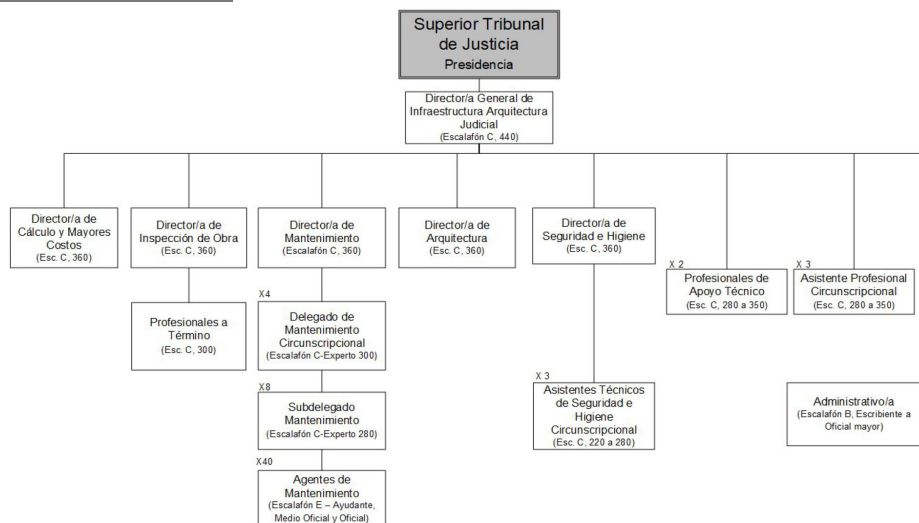 Superior Tribunal
de Justicia
Presidencia
Director/a General de
Infraestructura Arquitectura
Judicial
(Escalafón C, 440)
Director/a de
Cálculo y Mayores
Costos
(Esc. C, 360)
Director/a de
Inspección de Obra
(Esc. C, 360)
Director/a de
Mantenimiento
(Escalafón C, 360)
Director/a de
Arquitectura
(Esc. C, 360)
Director/a de
Seguridad e Higiene
(Esc. C, 360)
X 2
Profesionales de
Apoyo Técnico
(Esc. C, 280 a 350)
X 3
Asistente Profesional
Circunscripcional
(Esc. C, 280 a 350)
Profesionales a
Término
(Esc. C, 300)
X4
Delegado de
Mantenimiento
Circunscripcional
(Escalafón C-Experto 300)
X8
Subdelegado
Mantenimiento
(Escalafón C-Experto 280)
X 3
Asistentes Técnicos
de Seguridad e
Higiene
Circunscripcional
(Esc. C, 220 a 280)
Administrativo/a
(Escalafón B, Escribiente a
Oficial mayor)
X40
Agentes de
Mantenimiento
(Escalafón E – Ayudante,
Medio Oficial y Oficial)